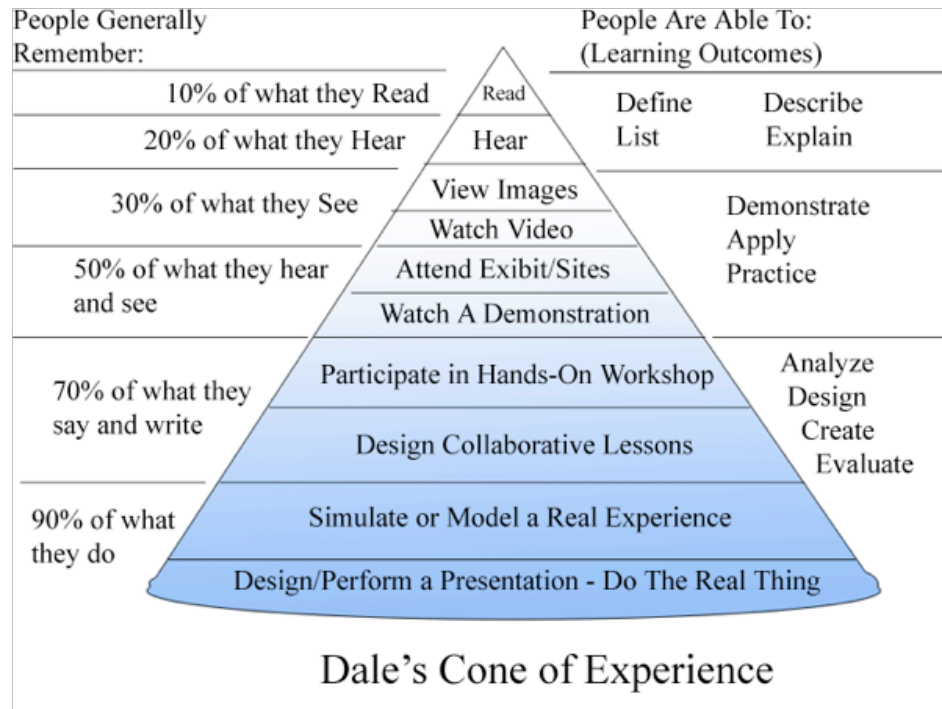 People Generally
Remember:
People Are Able To:
(Learning Outcomes)
10% of what they Read
Read
Define
Describe
List
Explain
20% of what they Hear
Hear
30% of what they See
View Images
Watch Video
Demonstrate
Apply
Practice
50% of what they hear
and see
Attend Exibit/Sites
Watch A Demonstration
70% of what they
say and write
Participate in Hands-On Workshop
Design Collaborative Lessons
Analyze
Design
Create
Evaluate
90% of what
they do
Simulate or Model a Real Experience
Design/Perform a Presentation - Do The Real Thing
Dale's Cone of Experience